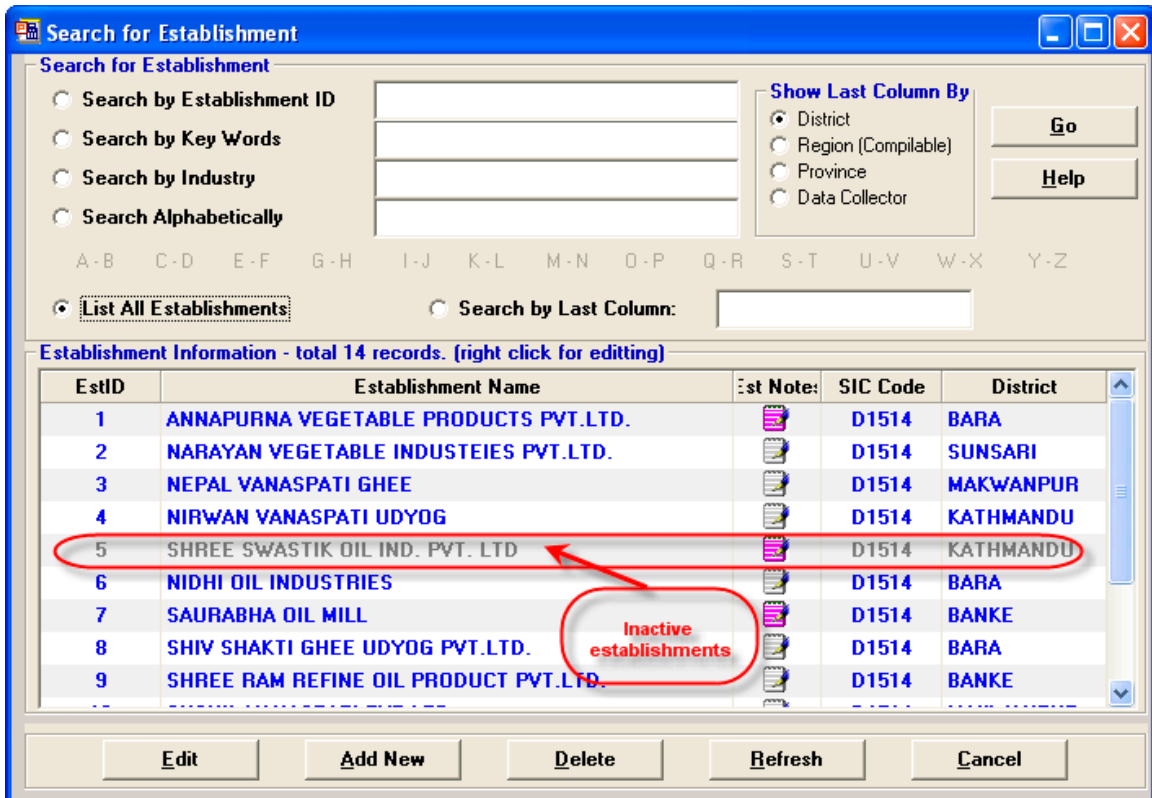 Search for Establishment
Search for Establishment
Search by Establishment ID
Search by Key Words
Search by Industry
Search Alphabetically
Show Last Column By
District
Region (Compilable)
Province
Data Collector
Go
Help
A - B C - D E - F G - H I - J K - L M - N O - P Q - R S - T U - V W - X Y - Z
List All Establishments Search by Last Column:
Establishment Information - total 14 records. (right click for editting)
EstID Establishment Name Est Notes SIC Code District
1 ANNAPURNA VEGETABLE PRODUCTS PVT.LTD. D1514 BARA
2 NARAYAN VEGETABLE INDUSTEIES PVT.LTD. D1514 SUNSARI
3 NEPAL VANASPATI GHEE D1514 MAKWANPUR
4 NIRWAN VANASPATI UDYOG D1514 KATHMANDU
5 SHREE SWASTIK OIL IND. PVT. LTD D1514 KATHMANDU
6 NIDHI OIL INDUSTRIES D1514 BARA
7 SAURABHA OIL MILL D1514 BANKE
8 SHIV SHAKTI GHEE UDYOG PVT.LTD. D1514 BARA
9 SHREE RAM REFINE OIL PRODUCT PVT.LTD. D1514 BANKE
Inactive
establishments
Edit Add New Delete Refresh Cancel